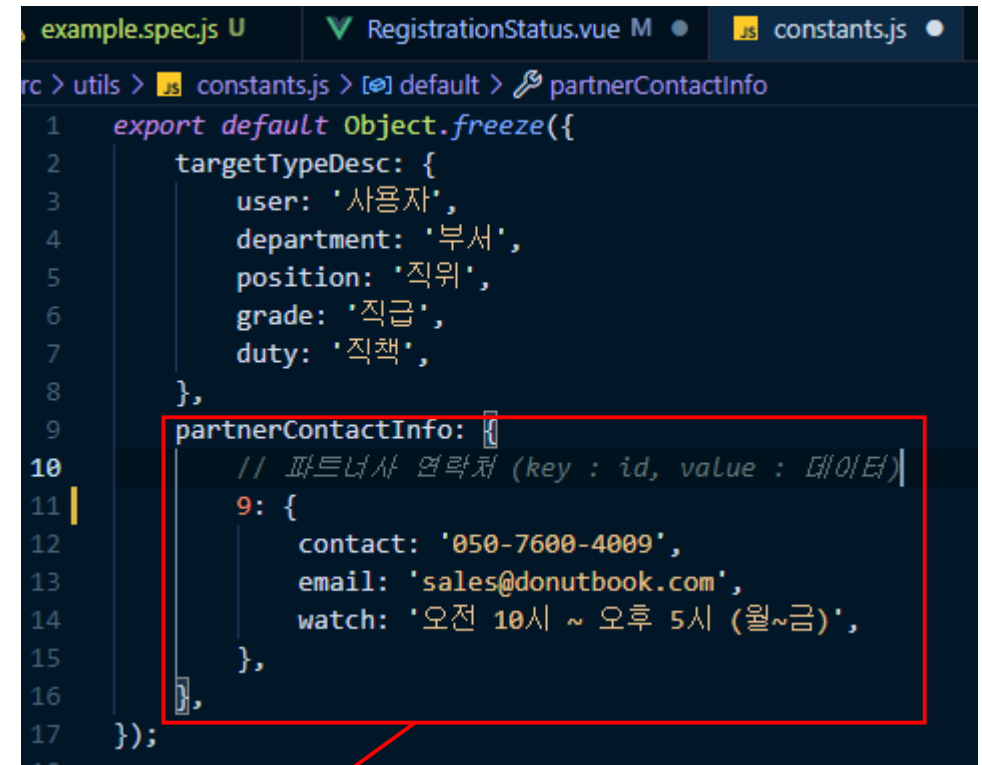 example.spec.js U RegistrationStatus.vue M JS constants.js
rc > utils > JS constants.js > default > partnerContactInfo
1 export default Object.freeze({
2 targetTypeDesc: {
3 user: '사용자',
4 department: '부서',
5 position: '직위',
6 grade: '직급',
7 duty: '직책',
8 },
9 partnerContactInfo: {
10 // 파트너사 연락처 (key : id, value : 데이터)
11 9: {
12 contact: '050-7600-4009',
13 email: 'sales@donutbook.com',
14 watch: '오전 10시 ~ 오후 5시 (월~금)',
15 },
16 },
17 });